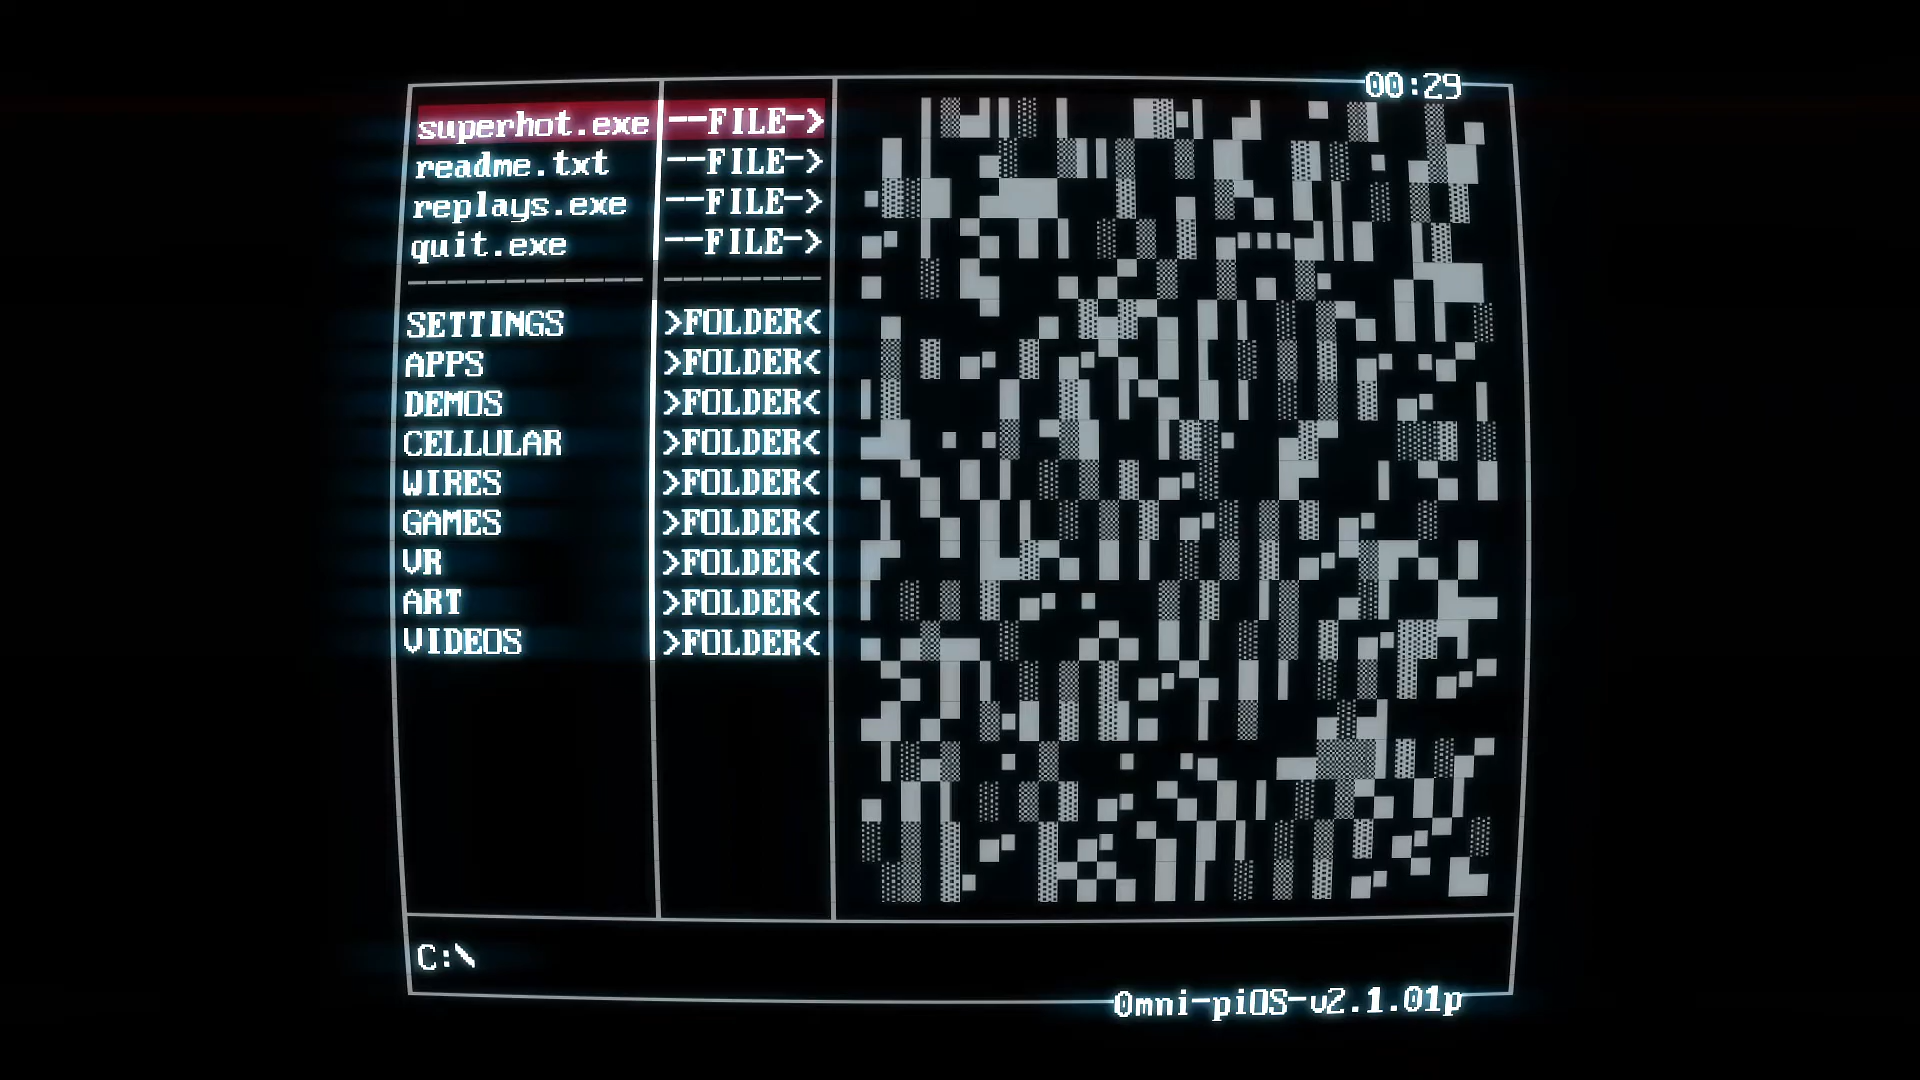 00:29
superhot.exe --FILE->
readme.txt --FILE->
replays.exe --FILE->
quit.exe --FILE->
SETTINGS >FOLDER<
APPS >FOLDER<
DEMOS >FOLDER<
CELLULAR >FOLDER<
WIRES >FOLDER<
GAMES >FOLDER<
VR >FOLDER<
ART >FOLDER<
VIDEOS >FOLDER<
C:\
Omni-piOS-v2.1.01p